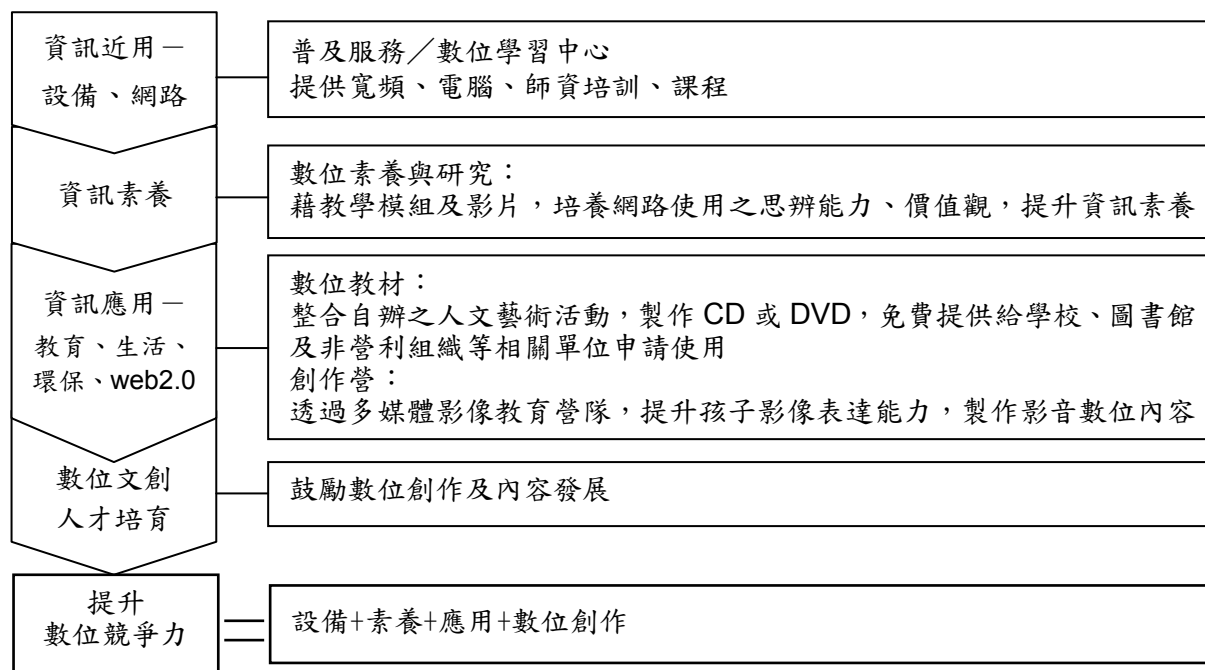 資訊近用－
設備、網路
普及服務／數位學習中心
提供寬頻、電腦、師資培訓、課程
資訊素養
數位素養與研究：
藉教學模組及影片，培養網路使用之思辨能力、價值觀，提升資訊素養
資訊應用－
教育、生活、
環保、web2.0
數位教材：
整合自辦之人文藝術活動，製作 CD 或 DVD，免費提供給學校、圖書館
及非營利組織等相關單位申請使用
創作營：
透過多媒體影像教育營隊，提升孩子影像表達能力，製作影音數位內容
數位文創
人才培育
鼓勵數位創作及內容發展
提升
數位競爭力
設備+素養+應用+數位創作